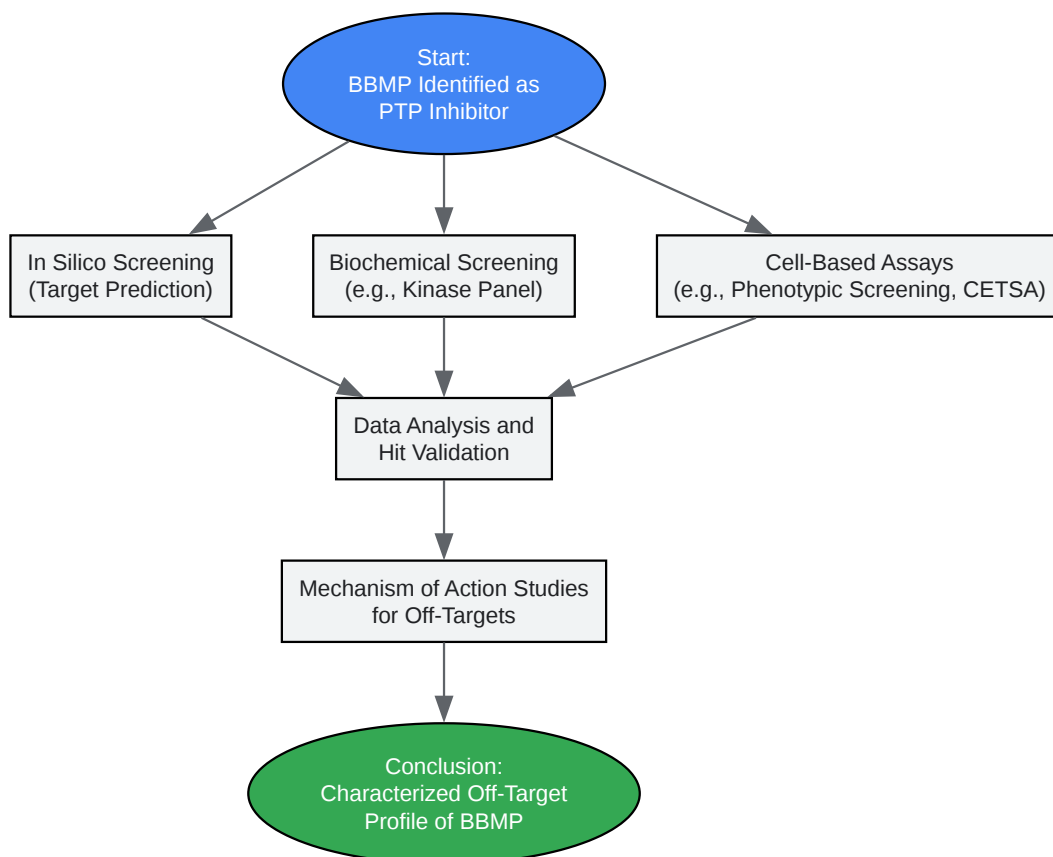 Start:
BBMP Identified as
PTP Inhibitor
In Silico Screening
(Target Prediction)
Biochemical Screening
(e.g., Kinase Panel)
Cell-Based Assays
(e.g., Phenotypic Screening, CETSA)
Data Analysis and
Hit Validation
Mechanism of Action Studies
for Off-Targets
Conclusion:
Characterized Off-Target
Profile of BBMP